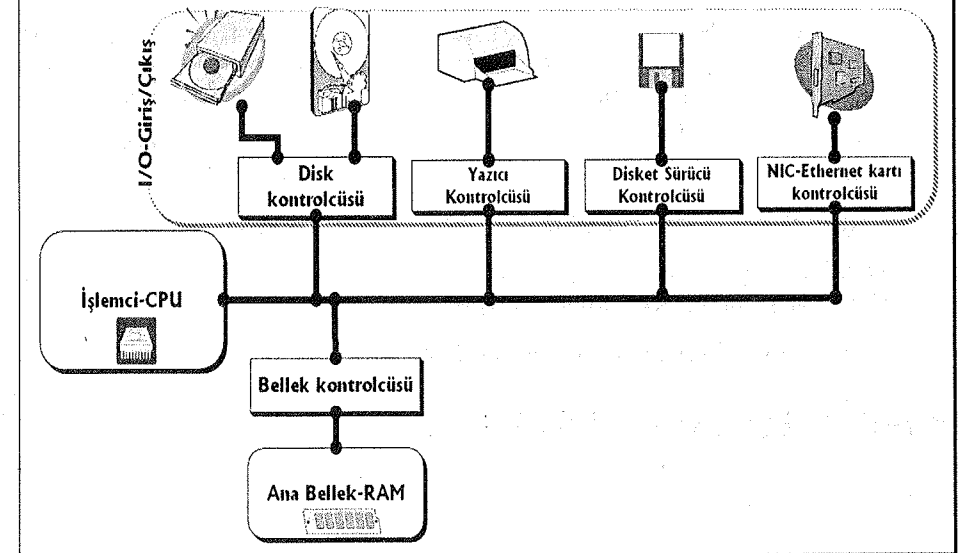 I/O-Giriş/Çıkış
Disk
kontrolcüsü
Yazıcı
Kontrolcüsü
Disket Sürücü
Kontrolcüsü
NIC-Ethernet kartı
kontrolcüsü
İşlemci-CPU
Bellek kontrolcüsü
Ana Bellek-RAM